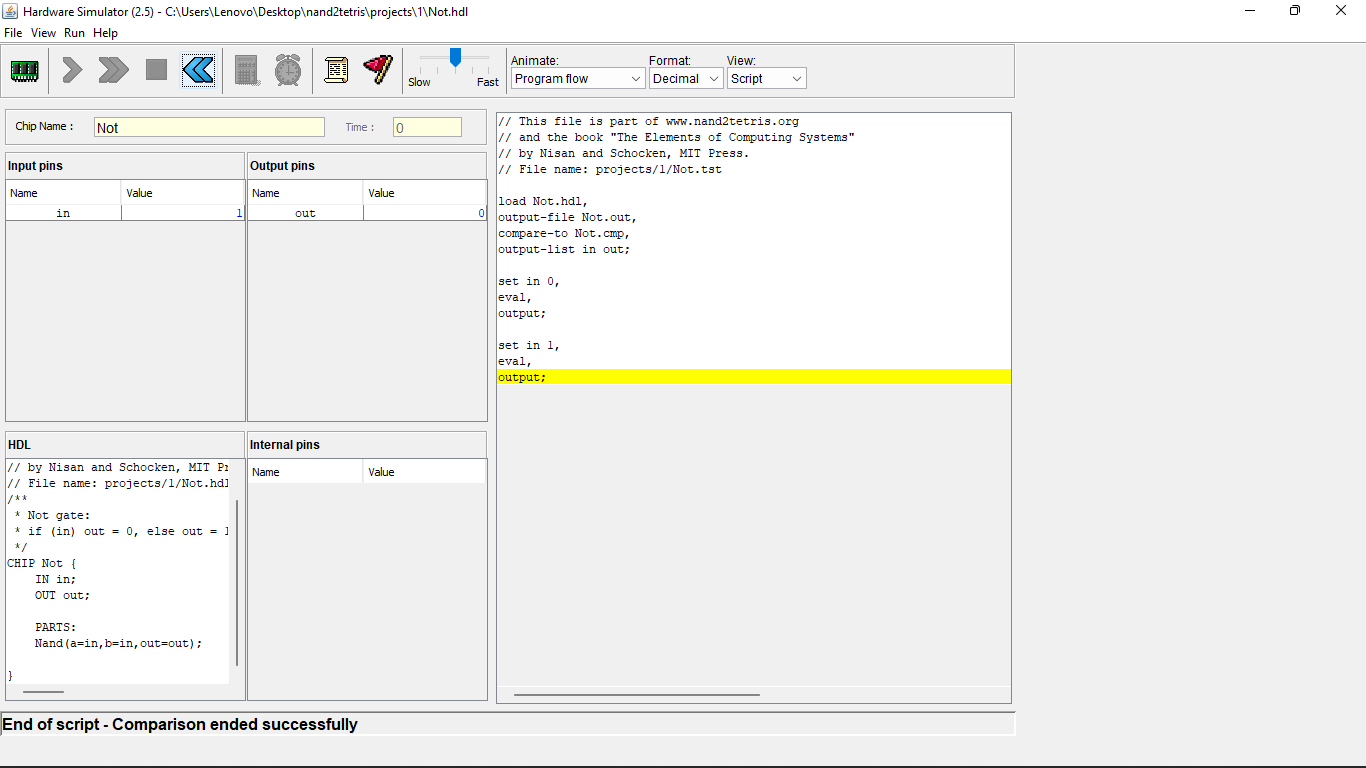 Hardware Simulator (2.5) - C:\Users\Lenovo\Desktop\nand2tetris\projects\1\Not.hdl
File View Run Help
Slow Fast
Animate: Format: View:
Program flow Decimal Script
Chip Name : Not Time : 0
Input pins
Name Value
in 1
Output pins
Name Value
out 0
HDL
// by Nisan and Schocken, MIT Pr
// File name: projects/1/Not.hdl
/**
* Not gate:
* if (in) out = 0, else out = 1
*/
CHIP Not {
IN in;
OUT out;
PARTS:
Nand(a=in,b=in,out=out);
}
Internal pins
Name Value
// This file is part of www.nand2tetris.org
// and the book "The Elements of Computing Systems"
// by Nisan and Schocken, MIT Press.
// File name: projects/1/Not.tst
load Not.hdl,
output-file Not.out,
compare-to Not.cmp,
output-list in out;
set in 0,
eval,
output;
set in 1,
eval,
output;
End of script - Comparison ended successfully